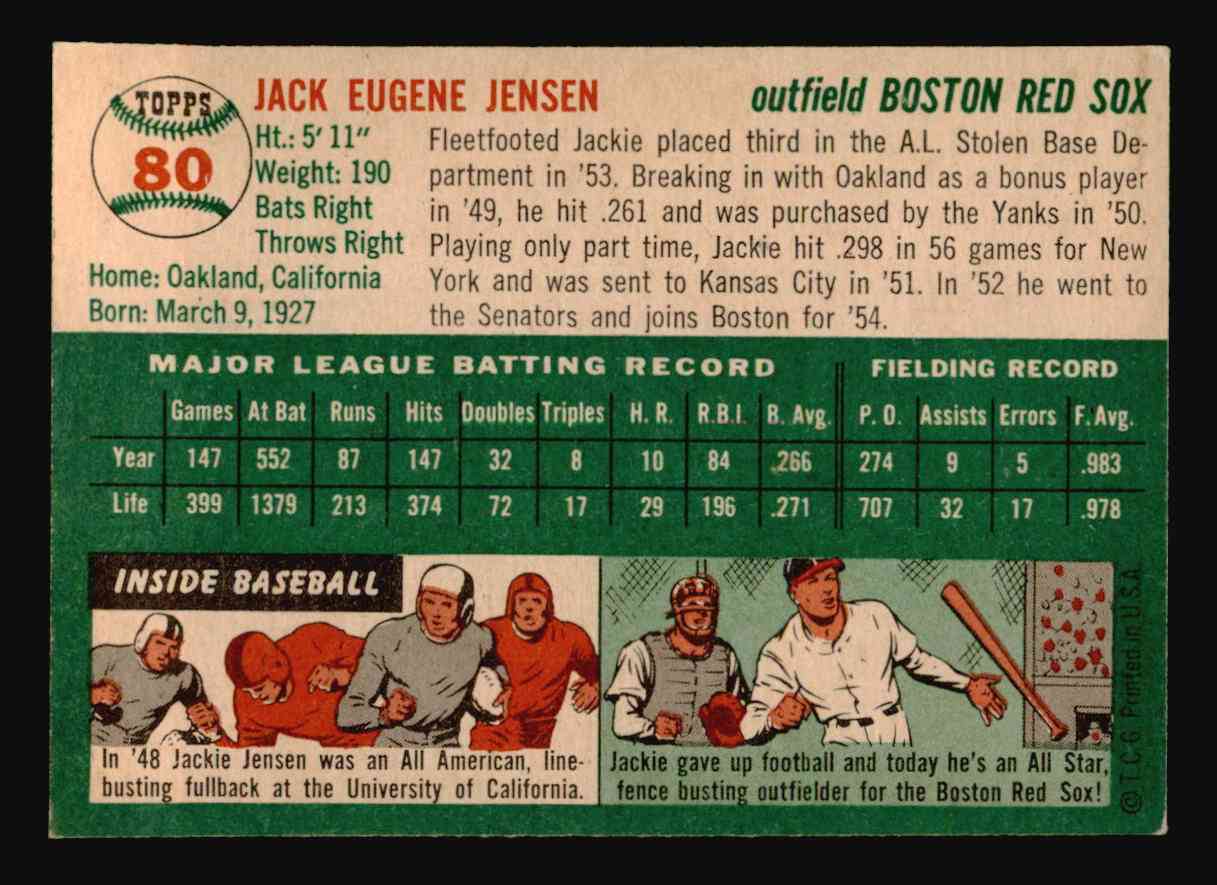 TOPPS
80
JACK EUGENE JENSEN
outfield BOSTON RED SOX
Ht.: 5' 11"
Weight: 190
Bats Right
Throws Right
Home: Oakland, California
Born: March 9, 1927
Fleetfooted Jackie placed third in the A.L. Stolen Base De-
partment in '53. Breaking in with Oakland as a bonus player
in '49, he hit .261 and was purchased by the Yanks in '50.
Playing only part time, Jackie hit .298 in 56 games for New
York and was sent to Kansas City in '51. In '52 he went to
the Senators and joins Boston for '54.
MAJOR LEAGUE BATTING RECORD FIELDING RECORD
Games At Bat Runs Hits Doubles Triples H. R. R.B.I. B. Avg. P. O. Assists Errors F. Avg.
Year 147 552 87 147 32 8 10 84 .266 274 9 5 .983
Life 399 1379 213 374 72 17 29 196 .271 707 32 17 .978
INSIDE BASEBALL
In '48 Jackie Jensen was an All American, line-
busting fullback at the University of California.
Jackie gave up football and today he's an All Star,
fence busting outfielder for the Boston Red Sox!
© T.C.G. Printed in U.S.A.